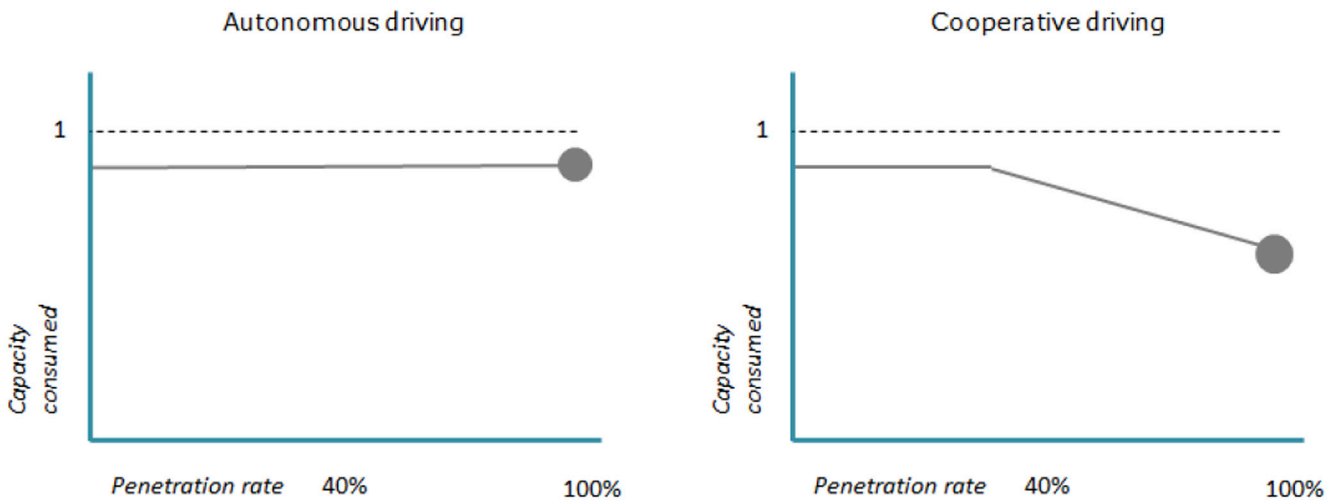 Autonomous driving
1
Capacity
consumed
Penetration rate 40% 100%
Cooperative driving
1
Capacity
consumed
Penetration rate 40% 100%